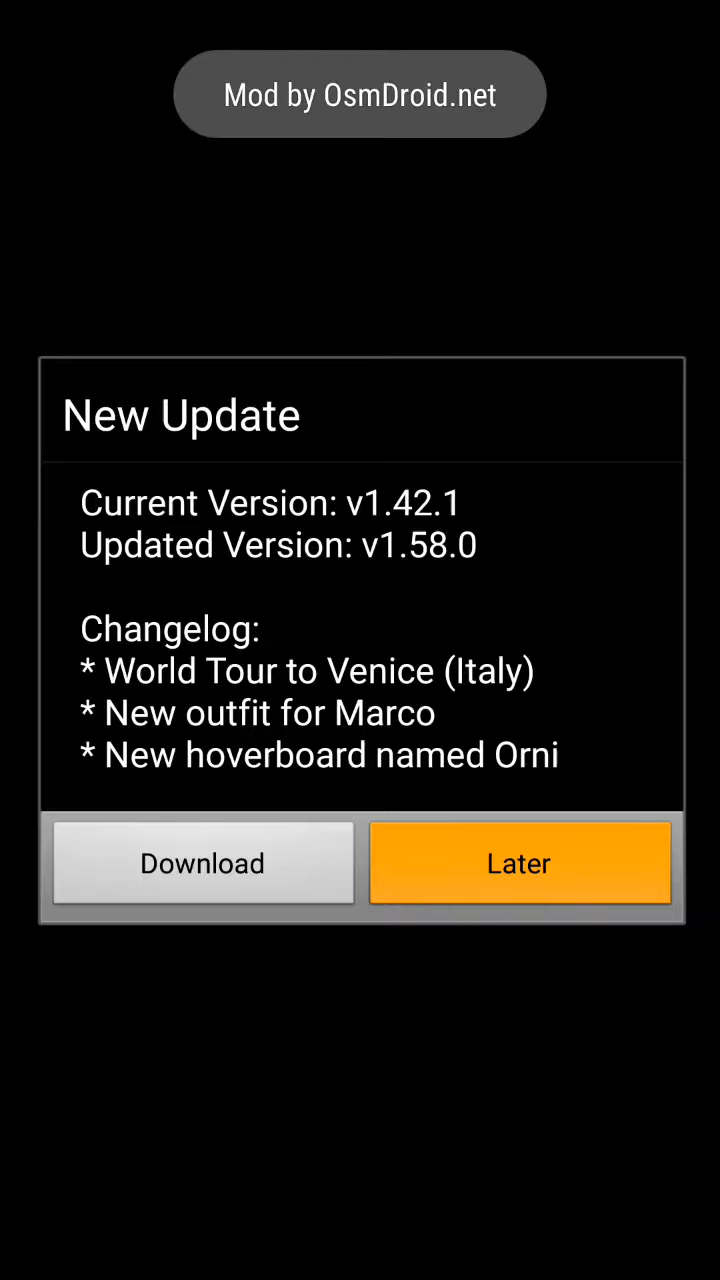 Mod by OsmDroid.net
New Update
Current Version: v1.42.1
Updated Version: v1.58.0
Changelog:
* World Tour to Venice (Italy)
* New outfit for Marco
* New hoverboard named Orni
Download
Later